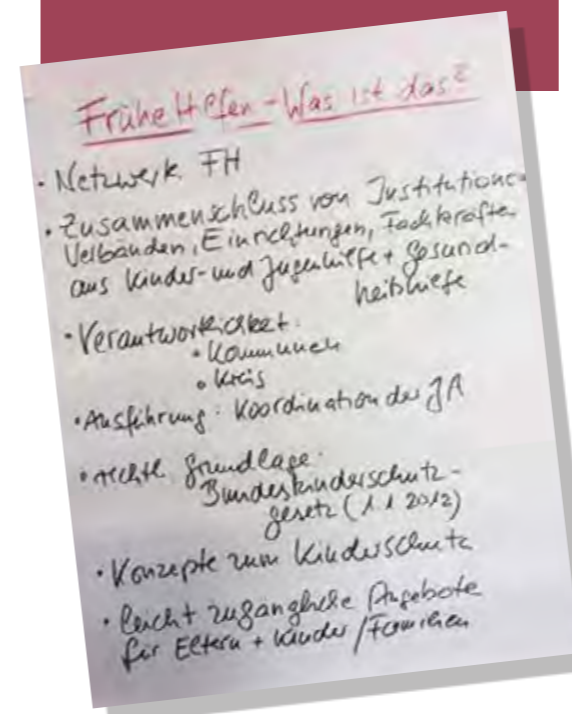 Frühe Hilfen - Was ist das?
• Netzwerk FH
• Zusammenschluss von Institutionen
Verbänden, Einrichtungen, Fachkräften
aus Kinder- und Jugendhilfe + Gesund-
heitshilfe
• Verantwortlichkeit:
• Kommunen
• Kreis
• Ausführung: Koordination der JA
• rechtl. Grundlage:
Bundeskinderschutz-
gesetz (1 1 2012)
• Konzepte zum Kinderschutz
• leicht zugängliche Angebote
für Eltern + Kinder / Familien